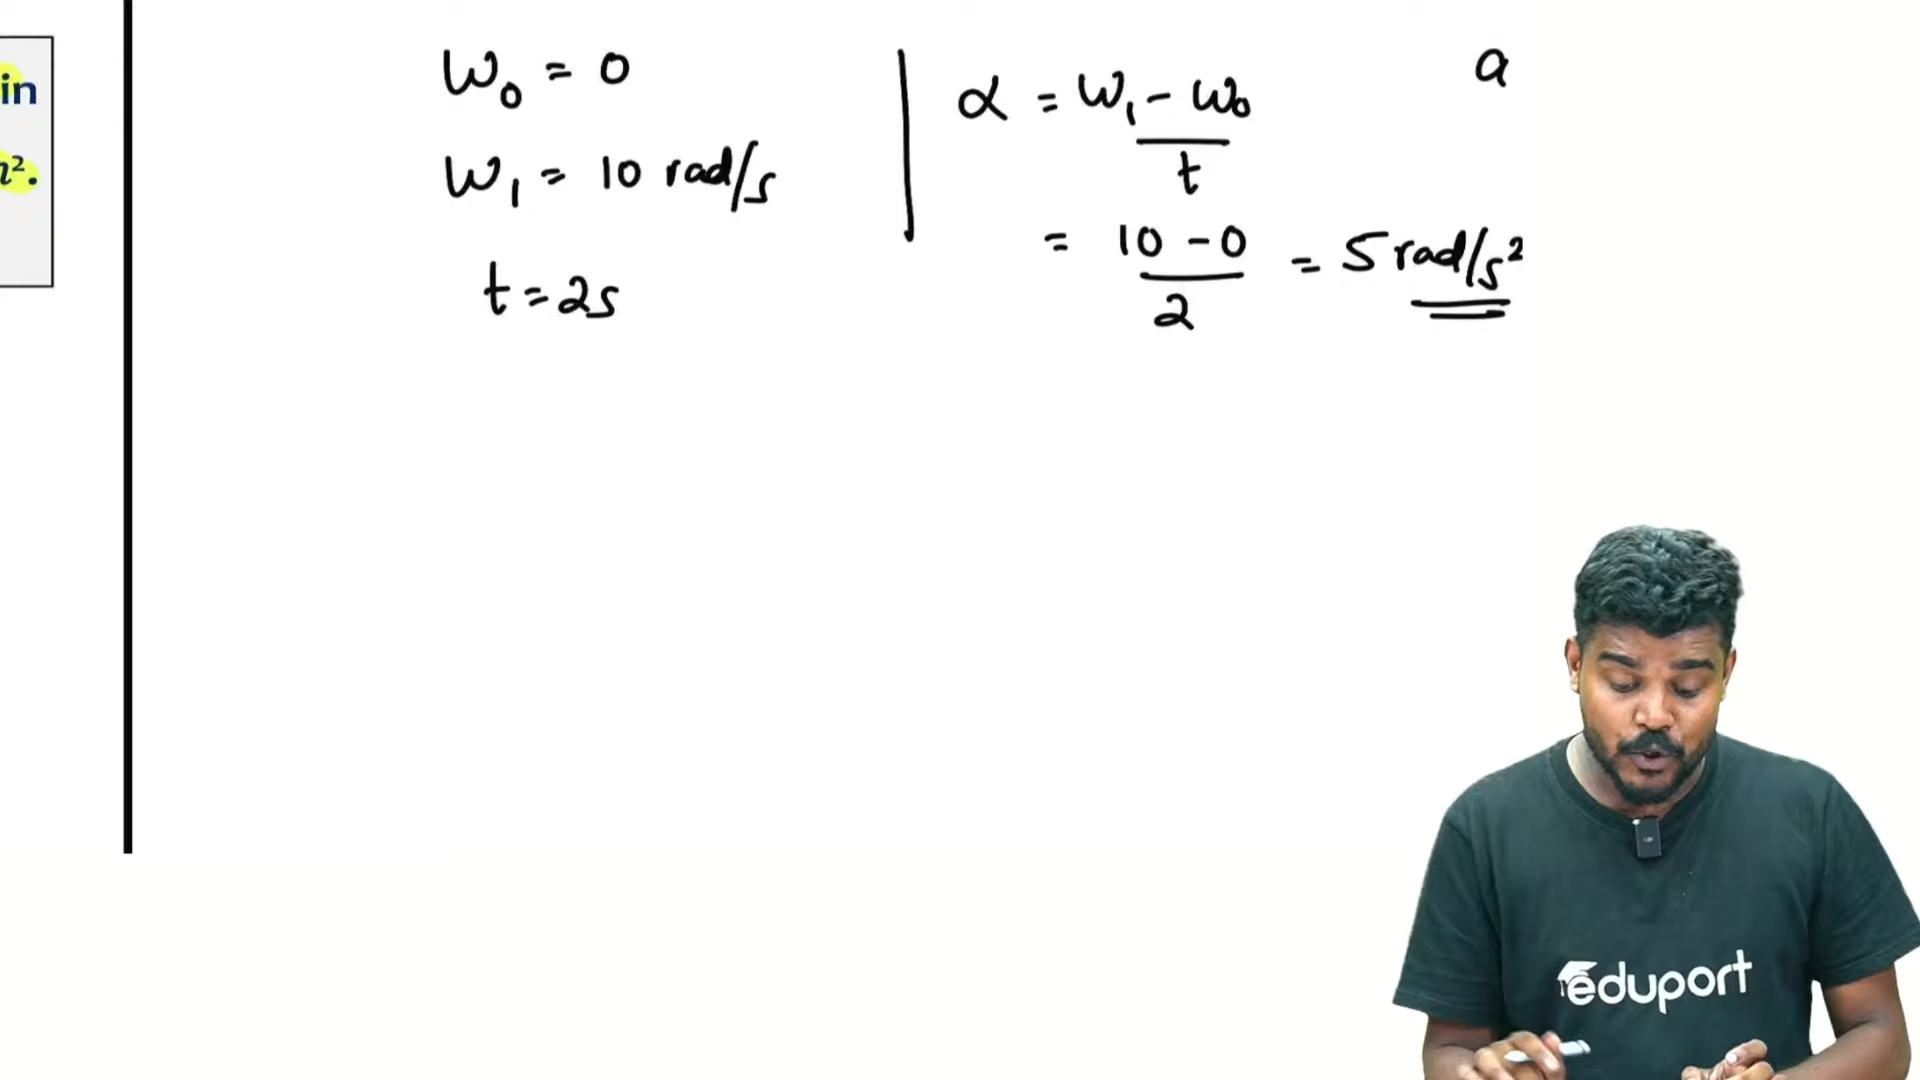 in
².
ω₀ = 0
ω₁ = 10 rad/s
t = 2s
α = ω₁ - ω₀
t
= 10 - 0 = 5 rad/s²
2
a
eduport